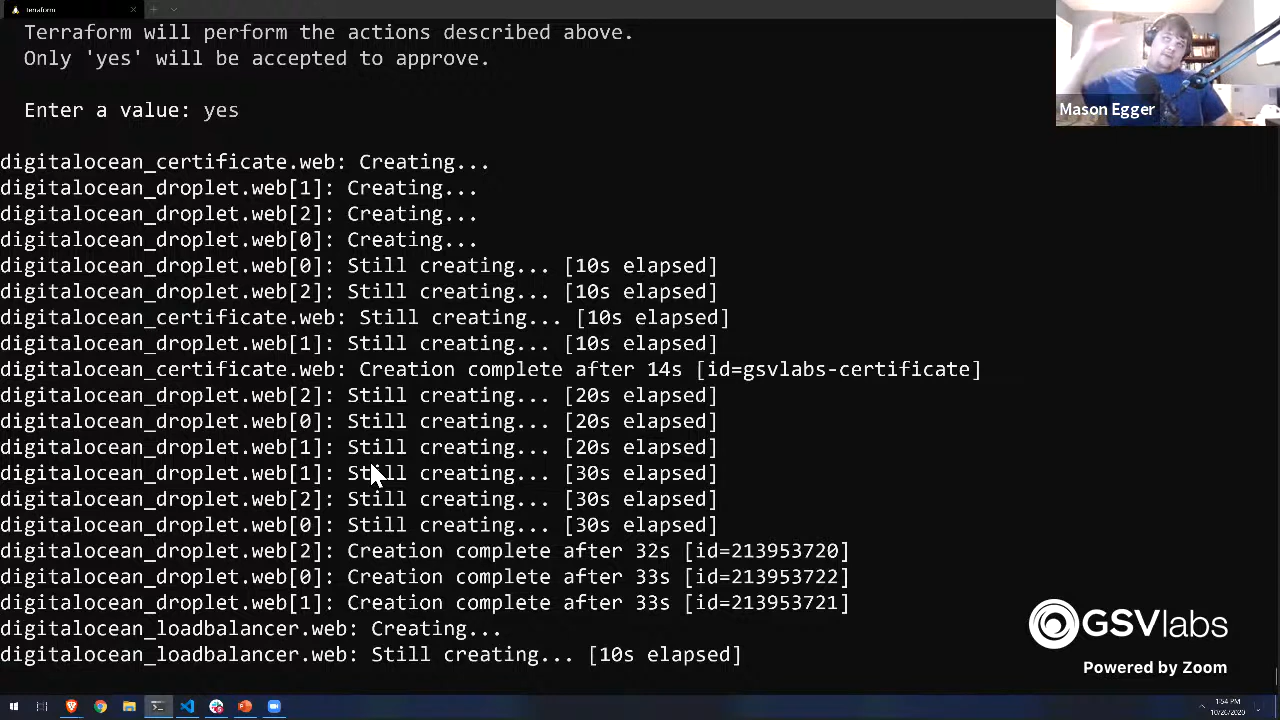 terraform
Terraform will perform the actions described above.
Only 'yes' will be accepted to approve.
Enter a value: yes
digitalocean_certificate.web: Creating...
digitalocean_droplet.web[1]: Creating...
digitalocean_droplet.web[2]: Creating...
digitalocean_droplet.web[0]: Creating...
digitalocean_droplet.web[0]: Still creating... [10s elapsed]
digitalocean_droplet.web[2]: Still creating... [10s elapsed]
digitalocean_certificate.web: Still creating... [10s elapsed]
digitalocean_droplet.web[1]: Still creating... [10s elapsed]
digitalocean_certificate.web: Creation complete after 14s [id=gsvlabs-certificate]
digitalocean_droplet.web[2]: Still creating... [20s elapsed]
digitalocean_droplet.web[0]: Still creating... [20s elapsed]
digitalocean_droplet.web[1]: Still creating... [20s elapsed]
digitalocean_droplet.web[1]: Still creating... [30s elapsed]
digitalocean_droplet.web[2]: Still creating... [30s elapsed]
digitalocean_droplet.web[0]: Still creating... [30s elapsed]
digitalocean_droplet.web[2]: Creation complete after 32s [id=213953720]
digitalocean_droplet.web[0]: Creation complete after 33s [id=213953722]
digitalocean_droplet.web[1]: Creation complete after 33s [id=213953721]
digitalocean_loadbalancer.web: Creating...
digitalocean_loadbalancer.web: Still creating... [10s elapsed]
Mason Egger
GSVlabs
Powered by Zoom
1:54 PM
10/26/2020